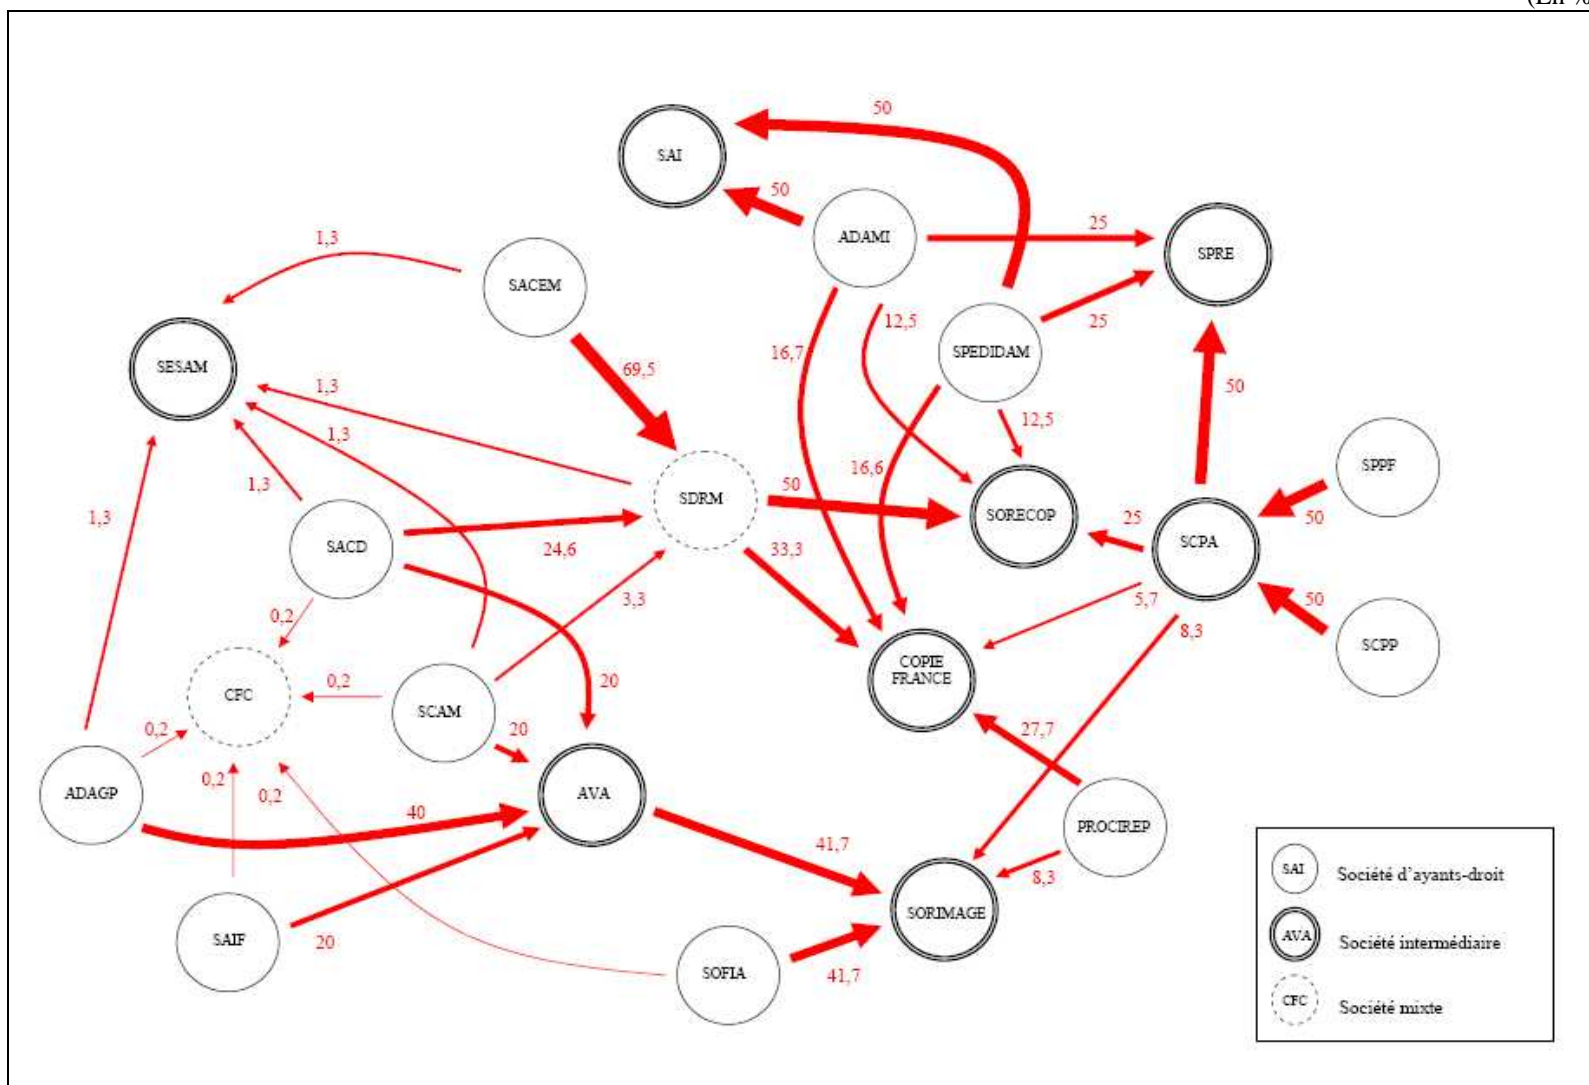 (En %
50
SAI
50
ADAMI
25
SPRE
1,3
SACEM
SPEDIDAM
25
12,5
16,7
SESAM
69,5
1,3
50
12,5
1,3
16,6
SPPF
1,3
SDRM
50
SORECOP
25
50
1,3
SACD
24,6
33,3
SCPA
3,3
5,7
50
8,3
0,2
SCPP
COPIE
FRANCE
CFC
0,2
SCAM
20
20
27,7
0,2
0,2
0,2
ADAGP
40
AVA
PROCIREP
41,7
8,3
SAI Société d’ayants-droit
SORIMAGE
SAIF
20
AVA Société intermédiaire
SOFIA
41,7
CFC Société mixte